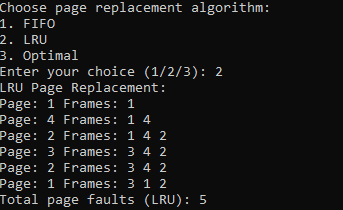 Choose page replacement algorithm:
1. FIFO
2. LRU
3. Optimal
Enter your choice (1/2/3): 2
LRU Page Replacement:
Page: 1 Frames: 1
Page: 4 Frames: 1 4
Page: 2 Frames: 1 4 2
Page: 3 Frames: 3 4 2
Page: 2 Frames: 3 4 2
Page: 1 Frames: 3 1 2
Total page faults (LRU): 5